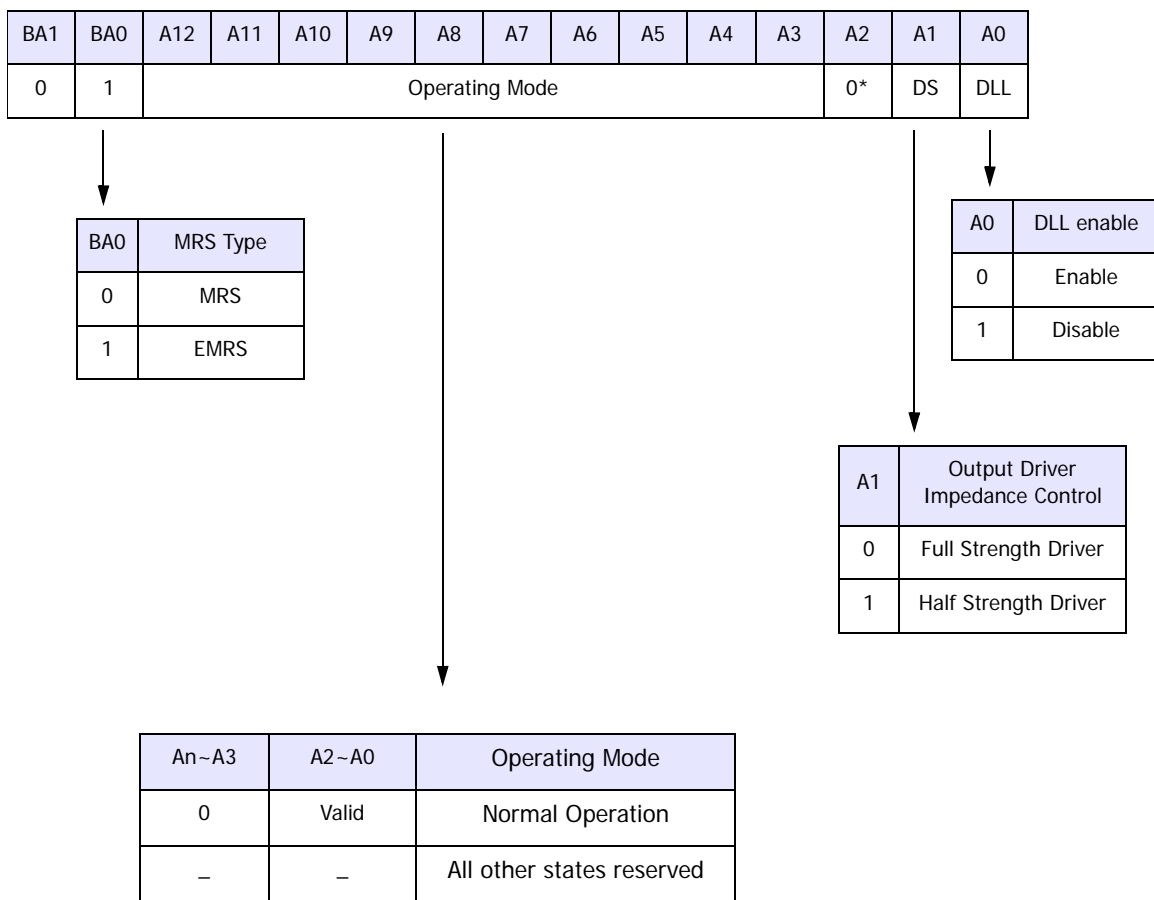 BA1 BA0 A12 A11 A10 A9 A8 A7 A6 A5 A4 A3 A2 A1 A0
0 1 Operating Mode 0* DS DLL
BA0 MRS Type
0 MRS
1 EMRS
A0 DLL enable
0 Enable
1 Disable
A1 Output Driver
Impedance Control
0 Full Strength Driver
1 Half Strength Driver
An~A3 A2~A0 Operating Mode
0 Valid Normal Operation
– – All other states reserved